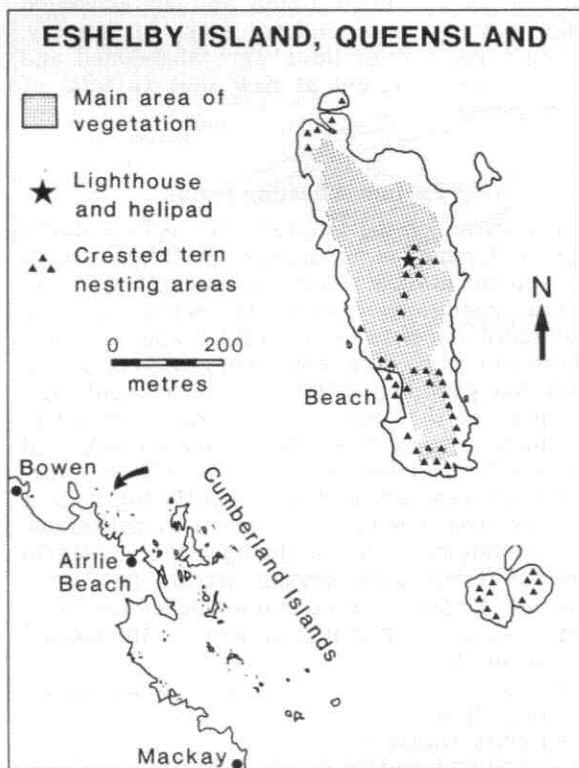 ESHELBY ISLAND, QUEENSLAND
Main area of
vegetation
Lighthouse
and helipad
Crested tern
nesting areas
0 200
metres
N
Beach
Bowen
Airlie
Beach
Cumberland Islands
Mackay